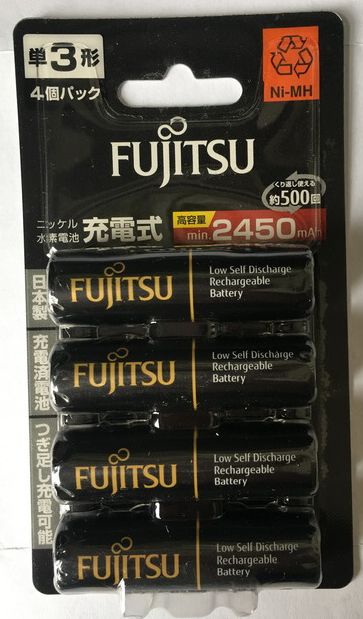 単3形
4個パック
Ni-MH
FUJITSU
くり返し使える
約500回
ニッケル
水素電池
充電式
高容量
min.2450mAh
日本製
充電済電池
つぎ足し充電可能
FUJITSU
Low Self Discharge
Rechargeable
Battery
FUJITSU
Low Self Discharge
Rechargeable
Battery
FUJITSU
Low Self Discharge
Rechargeable
Battery
FUJITSU
Low Self Discharge
Rechargeable
Battery